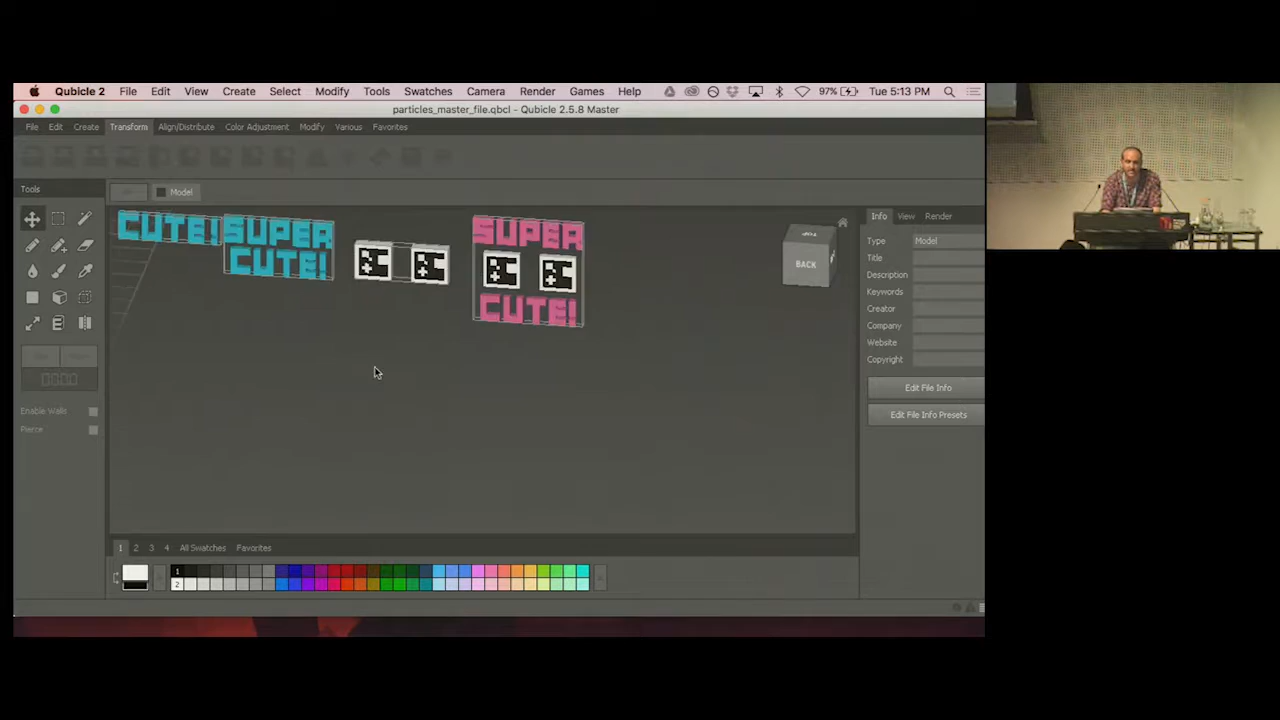 Qubicle 2 File Edit View Create Select Modify Tools Swatches Camera Render Games Help 97% Tue 5:13 PM
particles_master_file.qbcl - Qubicle 2.5.8 Master
File Edit Create Transform Align/Distribute Color Adjustment Modify Various Favorites
Tools
Model
CUTE! SUPER CUTE!
SUPER
CUTE!
BACK
TOP
Enable Walls
Pierce
Info View Render
Type Model
Title
Description
Keywords
Creator
Company
Website
Copyright
Edit File Info
Edit File Info Presets
1 2 3 4 All Swatches Favorites
1
2